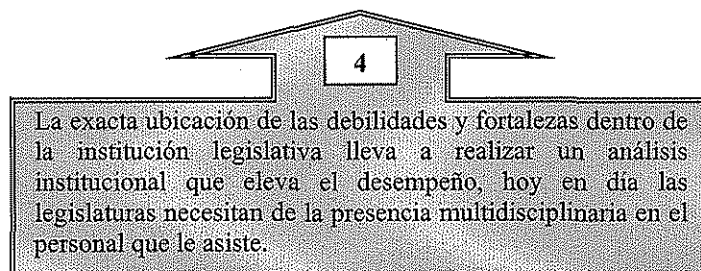 4
La exacta ubicación de las debilidades y fortalezas dentro de
la institución legislativa lleva a realizar un análisis
institucional que eleva el desempeño, hoy en día las
legislaturas necesitan de la presencia multidisciplinaria en el
personal que le asiste.